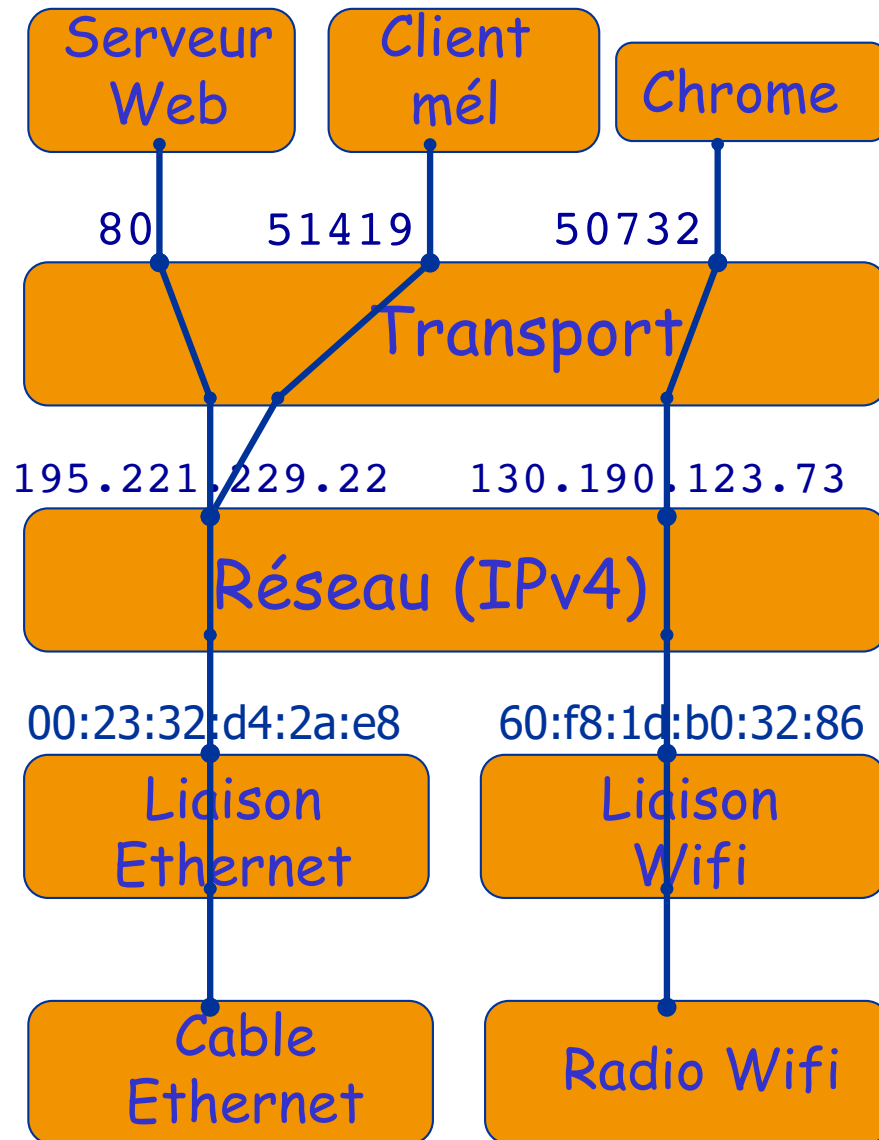 Serveur
Web
Client
mél
Chrome
80
51419
50732
Transport
195.221.229.22
130.190.123.73
Réseau (IPv4)
00:23:32:d4:2a:e8
60:f8:1d:b0:32:86
Liaison
Ethernet
Liaison
Wifi
Cable
Ethernet
Radio Wifi